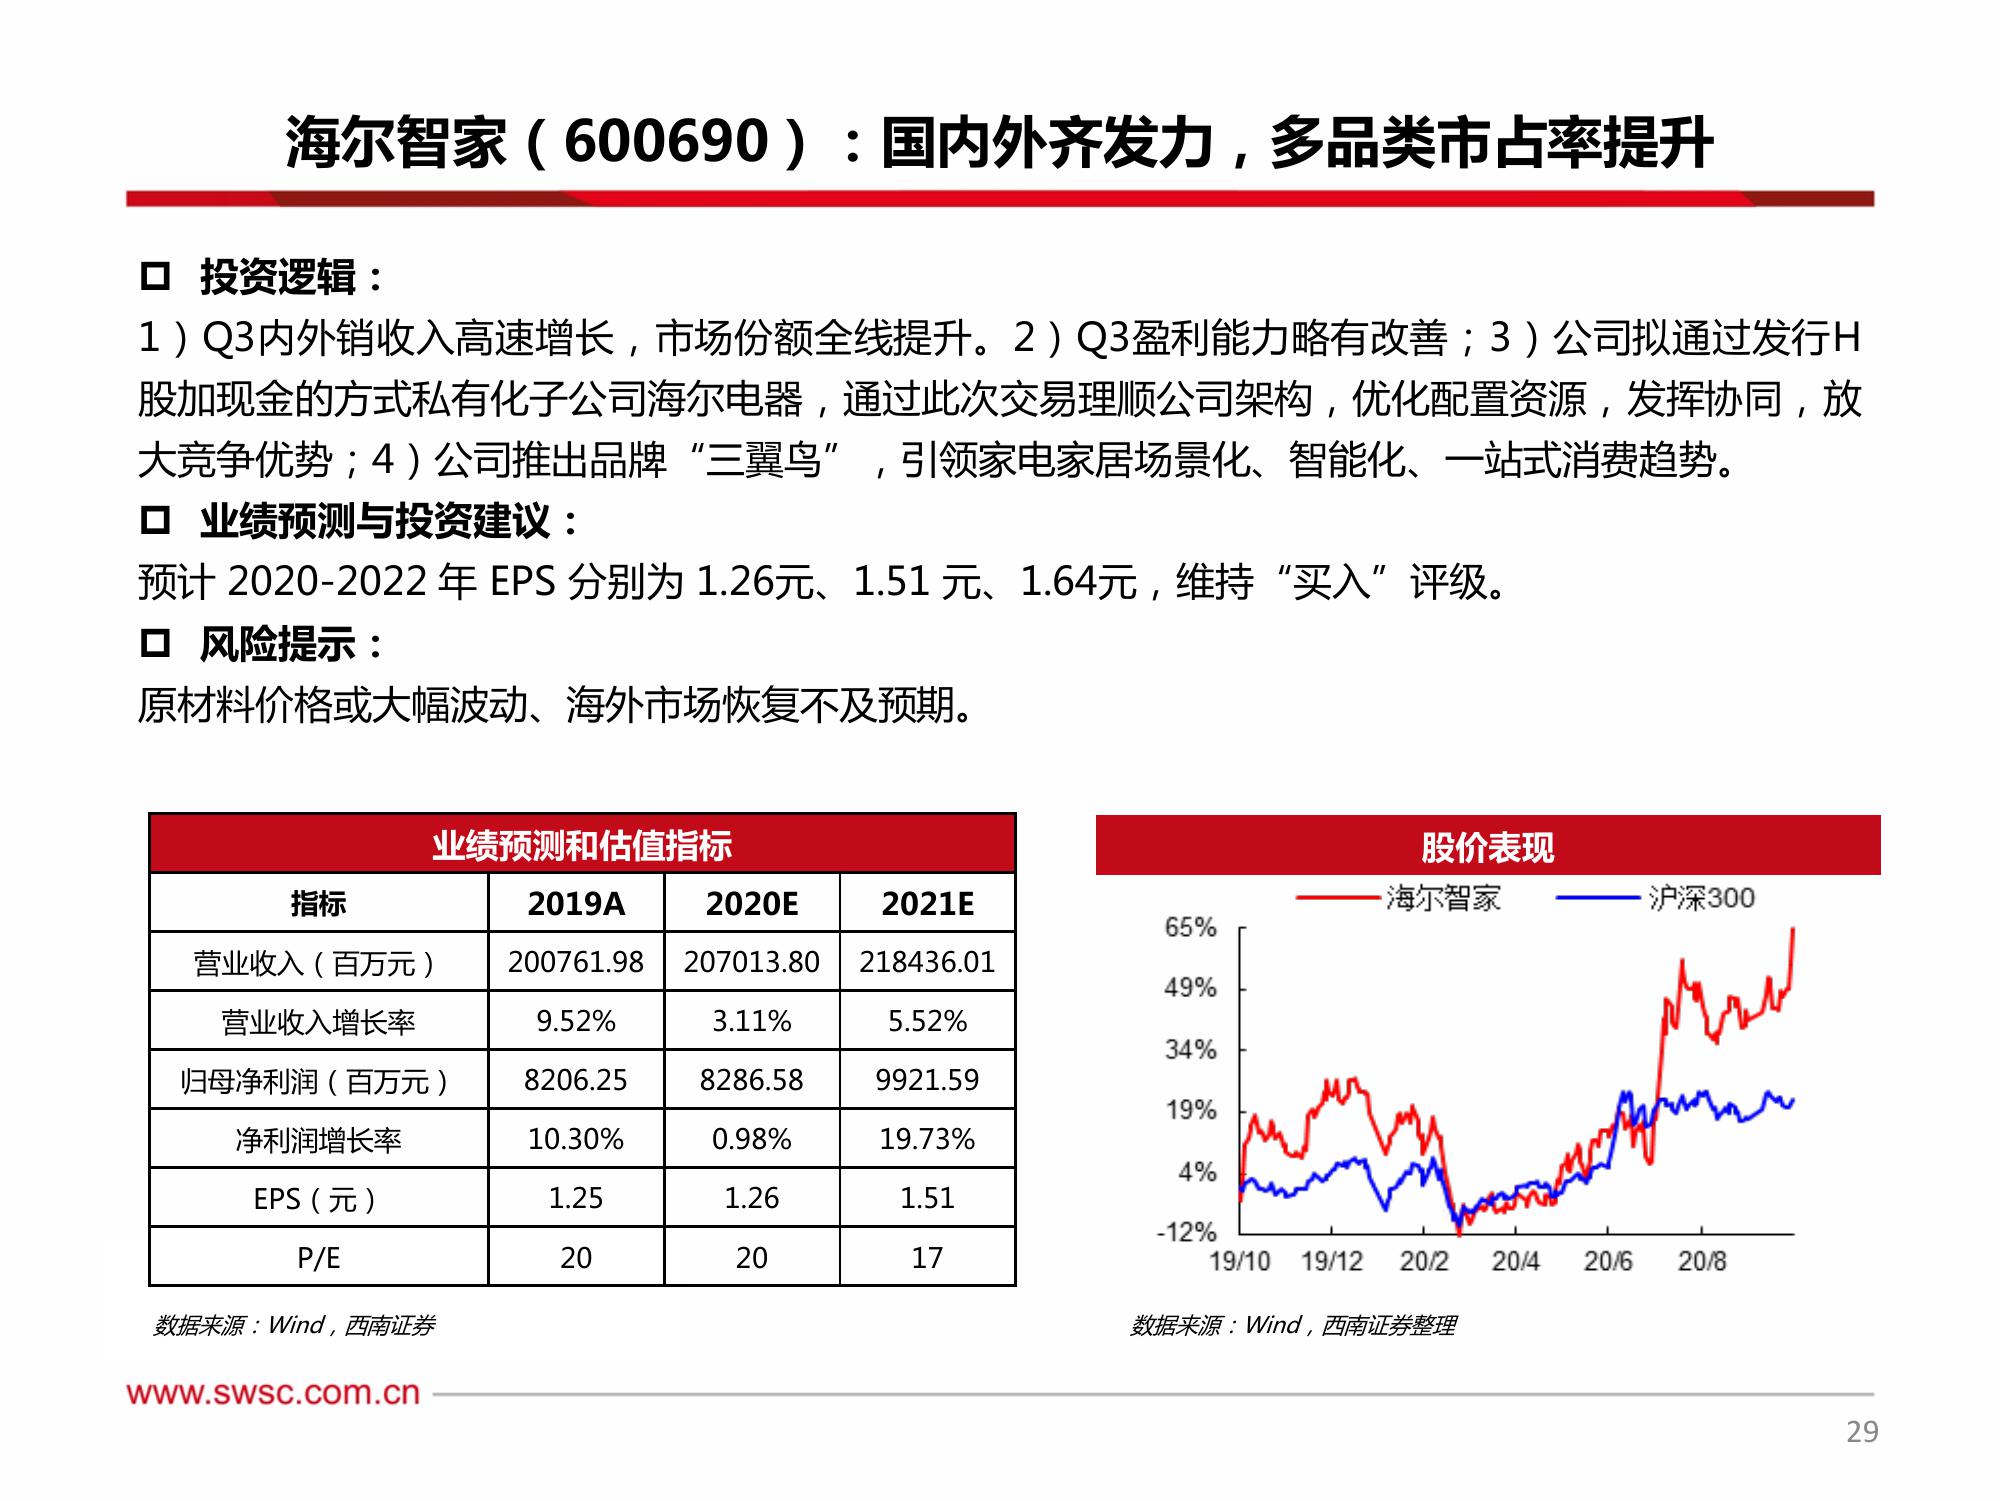 海尔智家（600690）：国内外齐发力，多品类市占率提升
投资逻辑：
1）Q3内外销收入高速增长，市场份额全线提升。2）Q3盈利能力略有改善；3）公司拟通过发行H
股加现金的方式私有化子公司海尔电器，通过此次交易理顺公司架构，优化配置资源，发挥协同，放
大竞争优势；4）公司推出品牌“三翼鸟”，引领家电家居场景化、智能化、一站式消费趋势。
业绩预测与投资建议：
预计 2020-2022 年 EPS 分别为 1.26元、1.51 元、1.64元，维持“买入”评级。
风险提示：
原材料价格或大幅波动、海外市场恢复不及预期。
业绩预测和估值指标
指标 2019A 2020E 2021E
营业收入（百万元） 200761.98 207013.80 218436.01
营业收入增长率 9.52% 3.11% 5.52%
归母净利润（百万元） 8206.25 8286.58 9921.59
净利润增长率 10.30% 0.98% 19.73%
EPS（元） 1.25 1.26 1.51
P/E 20 20 17
数据来源：Wind，西南证券
股价表现
海尔智家 沪深300
65%
49%
34%
19%
4%
-12%
19/10 19/12 20/2 20/4 20/6 20/8
数据来源：Wind，西南证券整理
www.swsc.com.cn
29